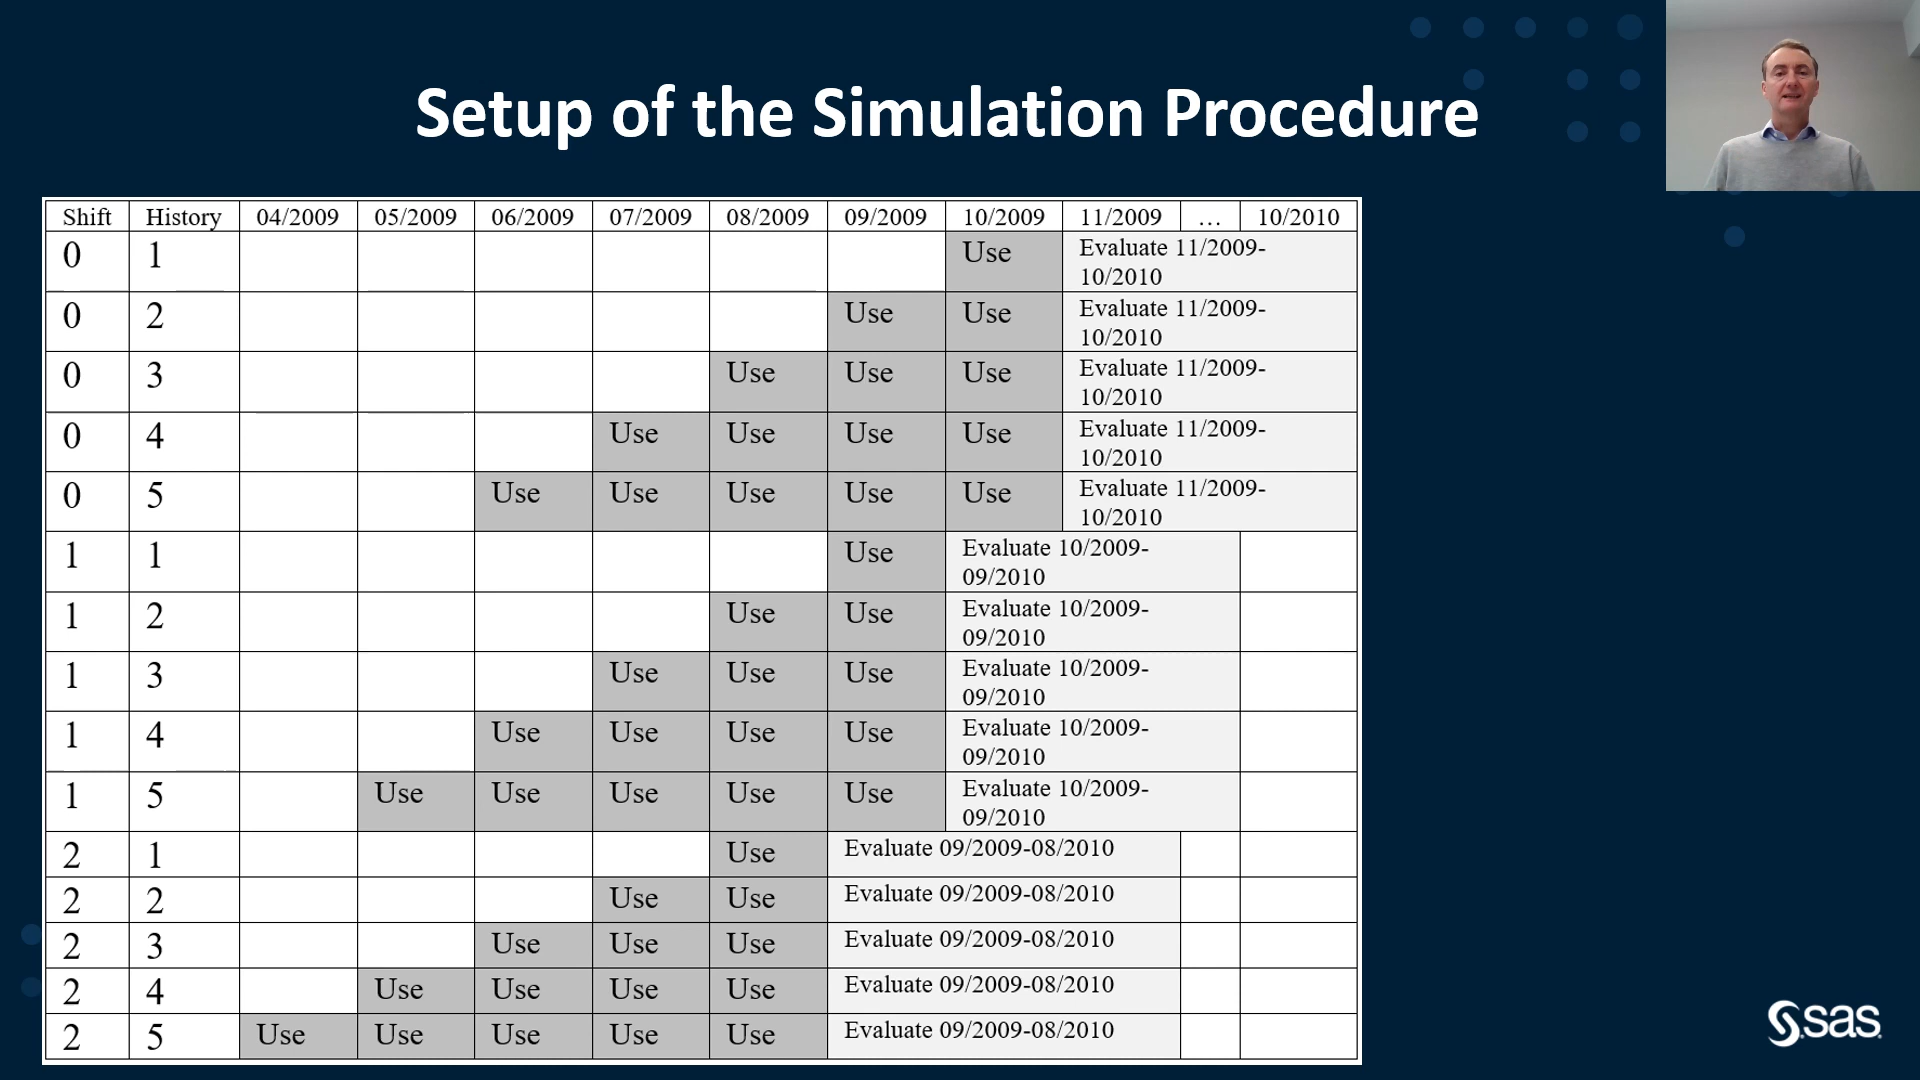 Setup of the Simulation Procedure
Shift History 04/2009 05/2009 06/2009 07/2009 08/2009 09/2009 10/2009 11/2009 … 10/2010
0 1 Use Evaluate 11/2009-
10/2010
0 2 Use Use Evaluate 11/2009-
10/2010
0 3 Use Use Use Evaluate 11/2009-
10/2010
0 4 Use Use Use Use Evaluate 11/2009-
10/2010
0 5 Use Use Use Use Use Evaluate 11/2009-
10/2010
1 1 Use Evaluate 10/2009-
09/2010
1 2 Use Use Evaluate 10/2009-
09/2010
1 3 Use Use Use Evaluate 10/2009-
09/2010
1 4 Use Use Use Use Evaluate 10/2009-
09/2010
1 5 Use Use Use Use Use Evaluate 10/2009-
09/2010
2 1 Use Evaluate 09/2009-08/2010
2 2 Use Use Evaluate 09/2009-08/2010
2 3 Use Use Use Evaluate 09/2009-08/2010
2 4 Use Use Use Use Evaluate 09/2009-08/2010
2 5 Use Use Use Use Use Evaluate 09/2009-08/2010
sas